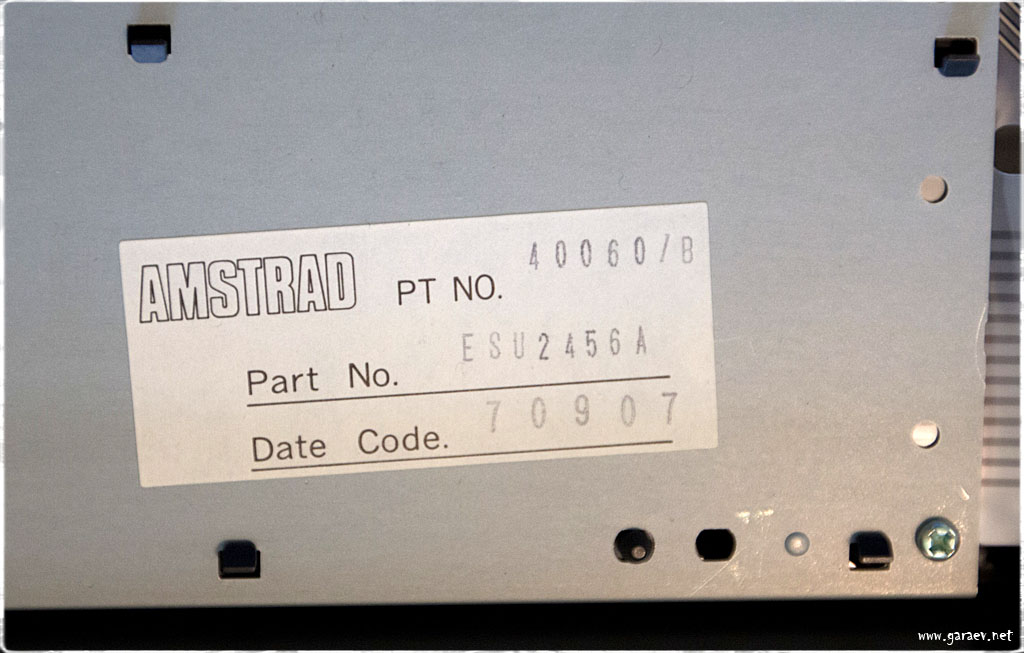 AMSTRAD PT NO. 40060/B
Part No. ESU2456A
Date Code. 70907
www.garaev.net